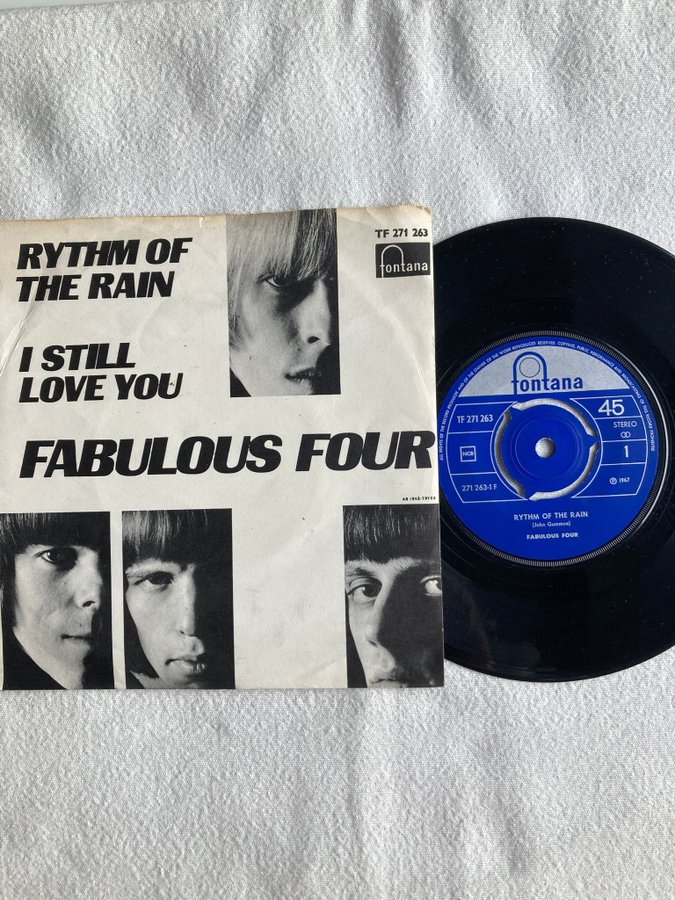 RYTHM OF
THE RAIN
I STILL
LOVE YOU
FABULOUS FOUR
TF 271 263
fontana
fontana
TF 271 263
45
STEREO
NCB
1
271 263-1 F
℗ 1967
RYTHM OF THE RAIN
(John Gummoe)
FABULOUS FOUR